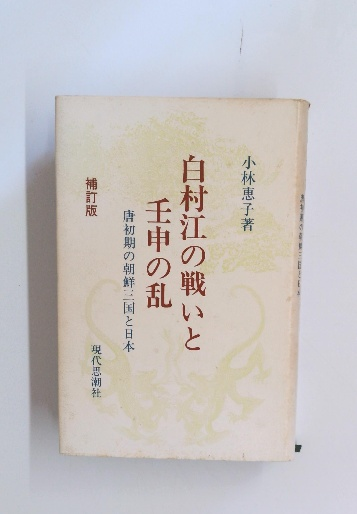 小林惠子著
白村江の戦いと
壬申の乱
唐初期の朝鮮三国と日本
補訂版
現代思潮社